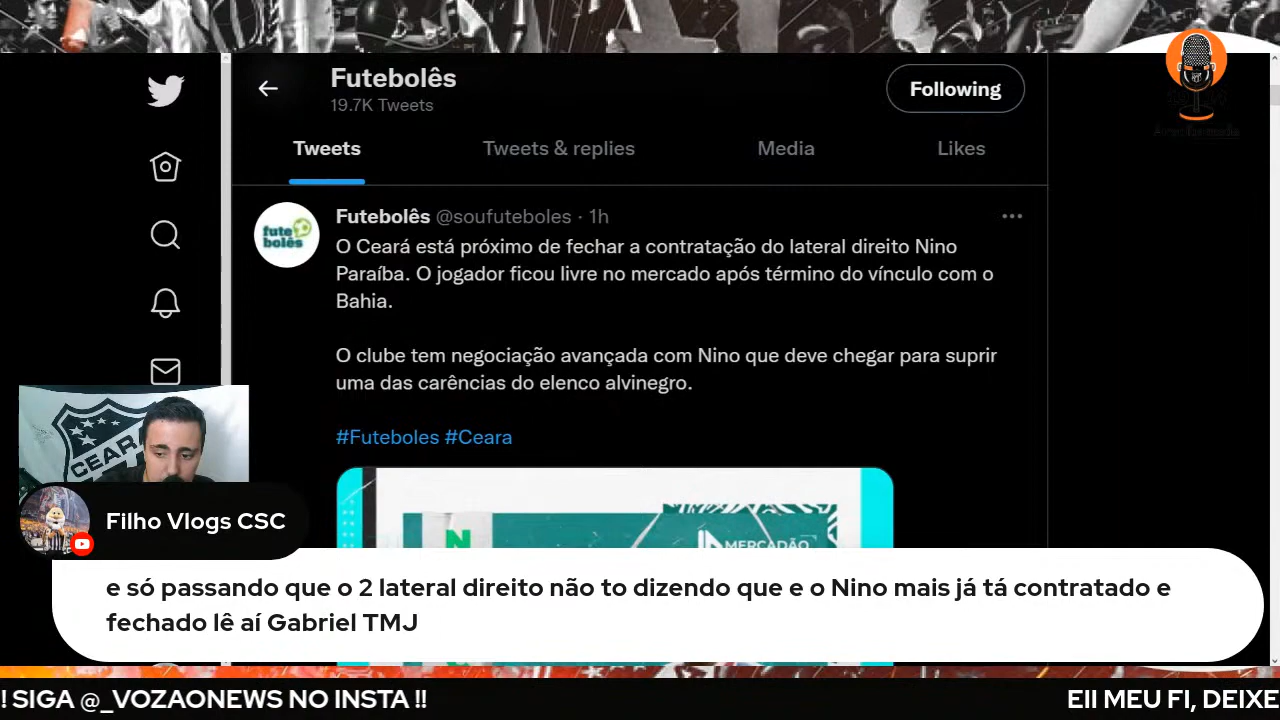 Futebolês
19.7K Tweets
Following
Tweets
Tweets & replies
Media
Likes
futebolês
Futebolês @soufuteboles · 1h
O Ceará está próximo de fechar a contratação do lateral direito Nino
Paraíba. O jogador ficou livre no mercado após término do vínculo com o
Bahia.
O clube tem negociação avançada com Nino que deve chegar para suprir
uma das carências do elenco alvinegro.
#Futeboles #Ceara
CEARÁ
N
MERCADÃO
Filho Vlogs CSC
e só passando que o 2 lateral direito não to dizendo que e o Nino mais já tá contratado e
fechado lê aí Gabriel TMJ
! SIGA @_VOZAONEWS NO INSTA !!
EII MEU FI, DEIXE